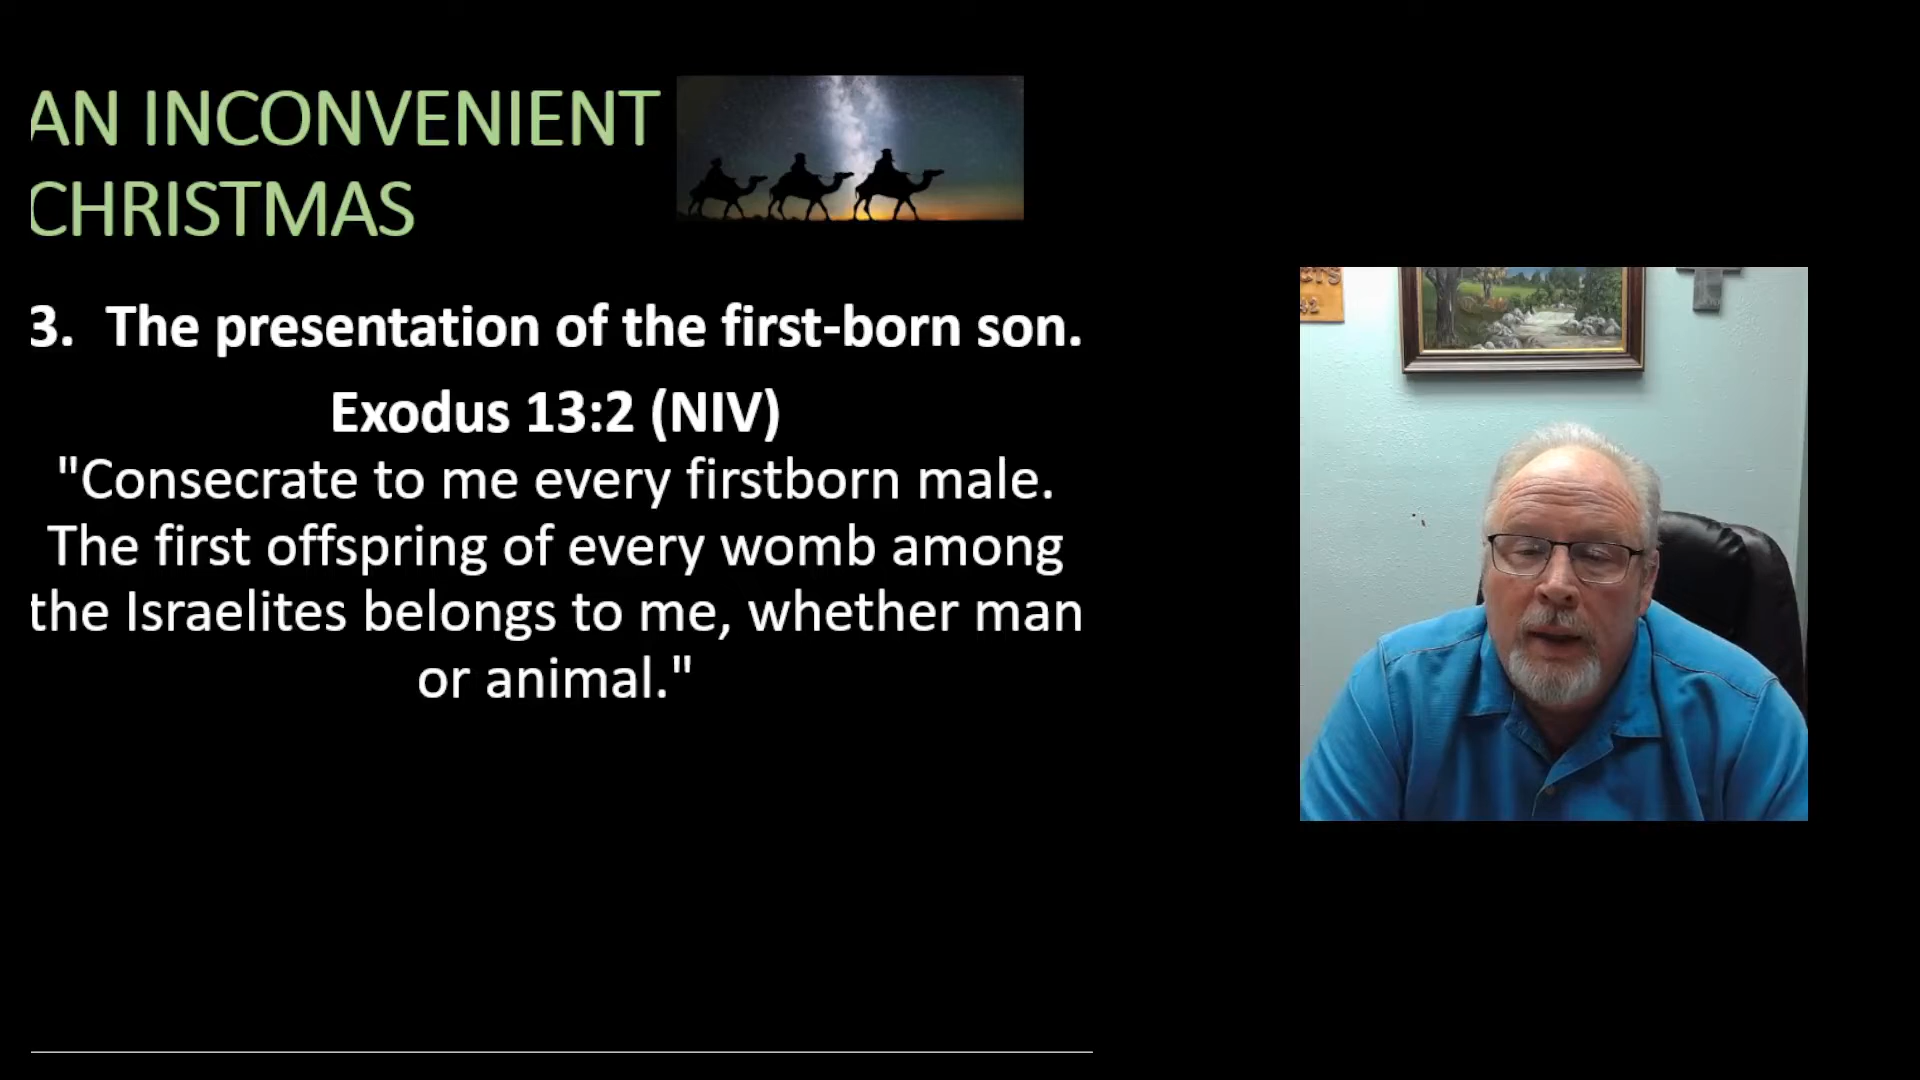 AN INCONVENIENT
CHRISTMAS
3. The presentation of the first-born son.
Exodus 13:2 (NIV)
"Consecrate to me every firstborn male.
The first offspring of every womb among
the Israelites belongs to me, whether man
or animal."